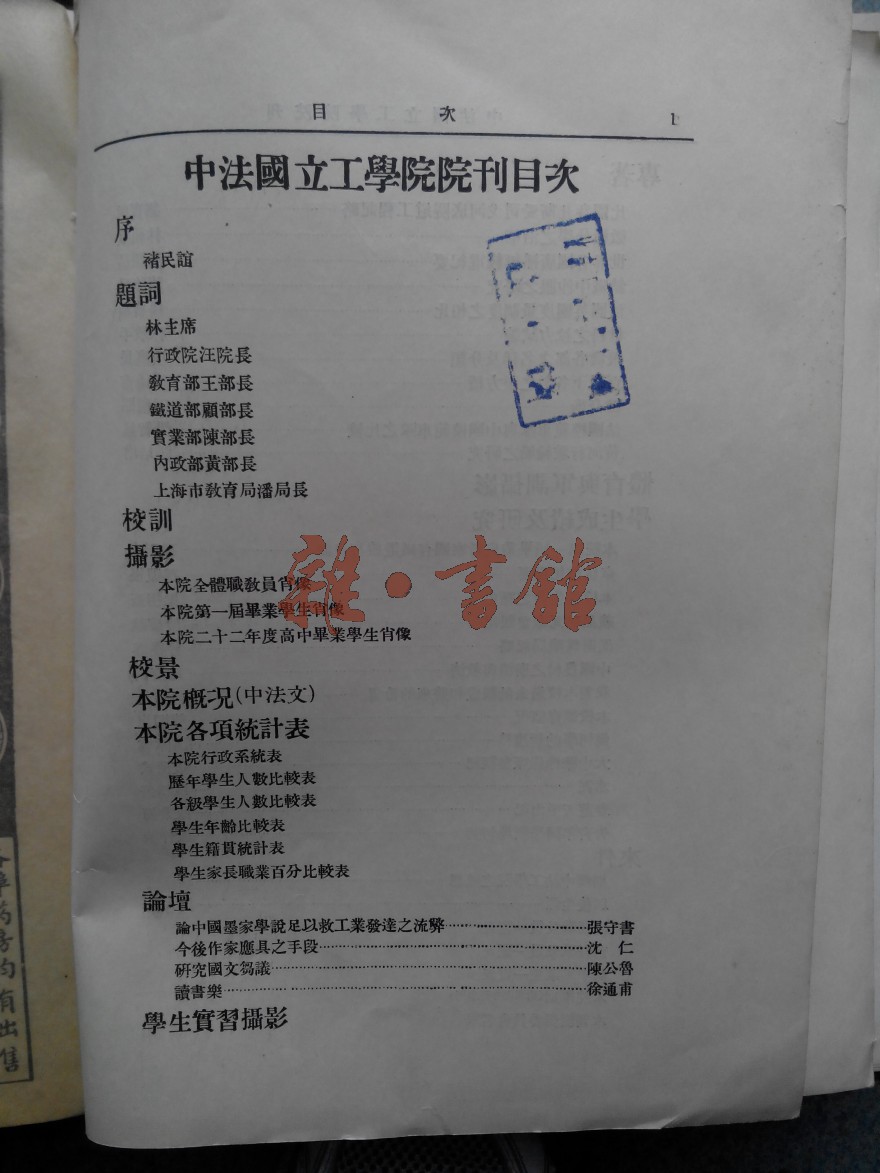 目 次 1
中法國立工學院院刊目次
序
褚民誼
題詞
林主席
行政院汪院長
教育部王部長
鐵道部顧部長
實業部陳部長
內政部黃部長
上海市教育局潘局長
校訓
攝影
本院全體職教員肖像
本院第一屆畢業學生肖像
本院二十二年度高中畢業學生肖像
雜·書館
校景
本院概况(中法文)
本院各項統計表
本院行政系統表
歷年學生人數比較表
各級學生人數比較表
學生年齡比較表
學生籍貫統計表
學生家長職業百分比較表
論壇
論中國墨家學說足以救工業發達之流弊……張守書
今後作家應具之手段……沈仁
研究國文芻議……陳公魯
讀書樂……徐通甫
學生實習攝影
房均有出售